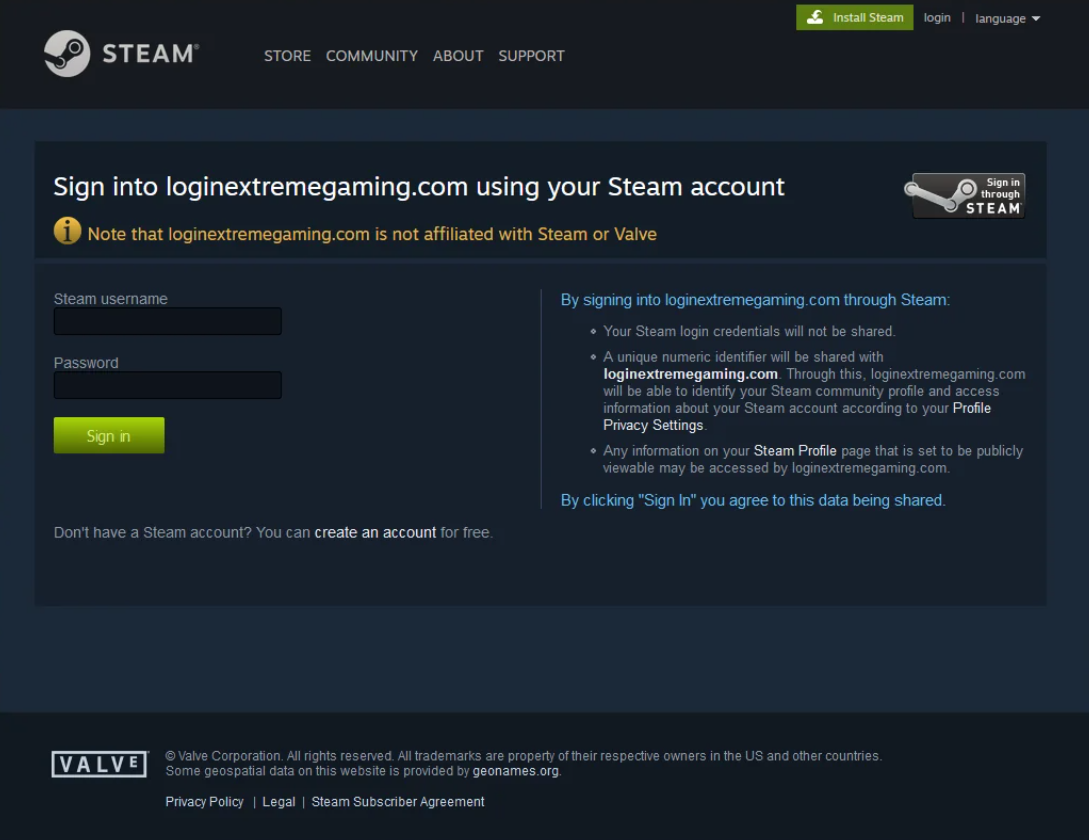 Install Steam login | language
STEAM®
STORE COMMUNITY ABOUT SUPPORT
Sign into loginextremegaming.com using your Steam account
Sign in
through
STEAM
Note that loginextremegaming.com is not affiliated with Steam or Valve
Steam username
Password
Sign in
Don't have a Steam account? You can create an account for free.
By signing into loginextremegaming.com through Steam:
Your Steam login credentials will not be shared.
A unique numeric identifier will be shared with
loginextremegaming.com. Through this, loginextremegaming.com
will be able to identify your Steam community profile and access
information about your Steam account according to your Profile
Privacy Settings.
Any information on your Steam Profile page that is set to be publicly
viewable may be accessed by loginextremegaming.com.
By clicking "Sign In" you agree to this data being shared.
VALVE
© Valve Corporation. All rights reserved. All trademarks are property of their respective owners in the US and other countries.
Some geospatial data on this website is provided by geonames.org.
Privacy Policy | Legal | Steam Subscriber Agreement